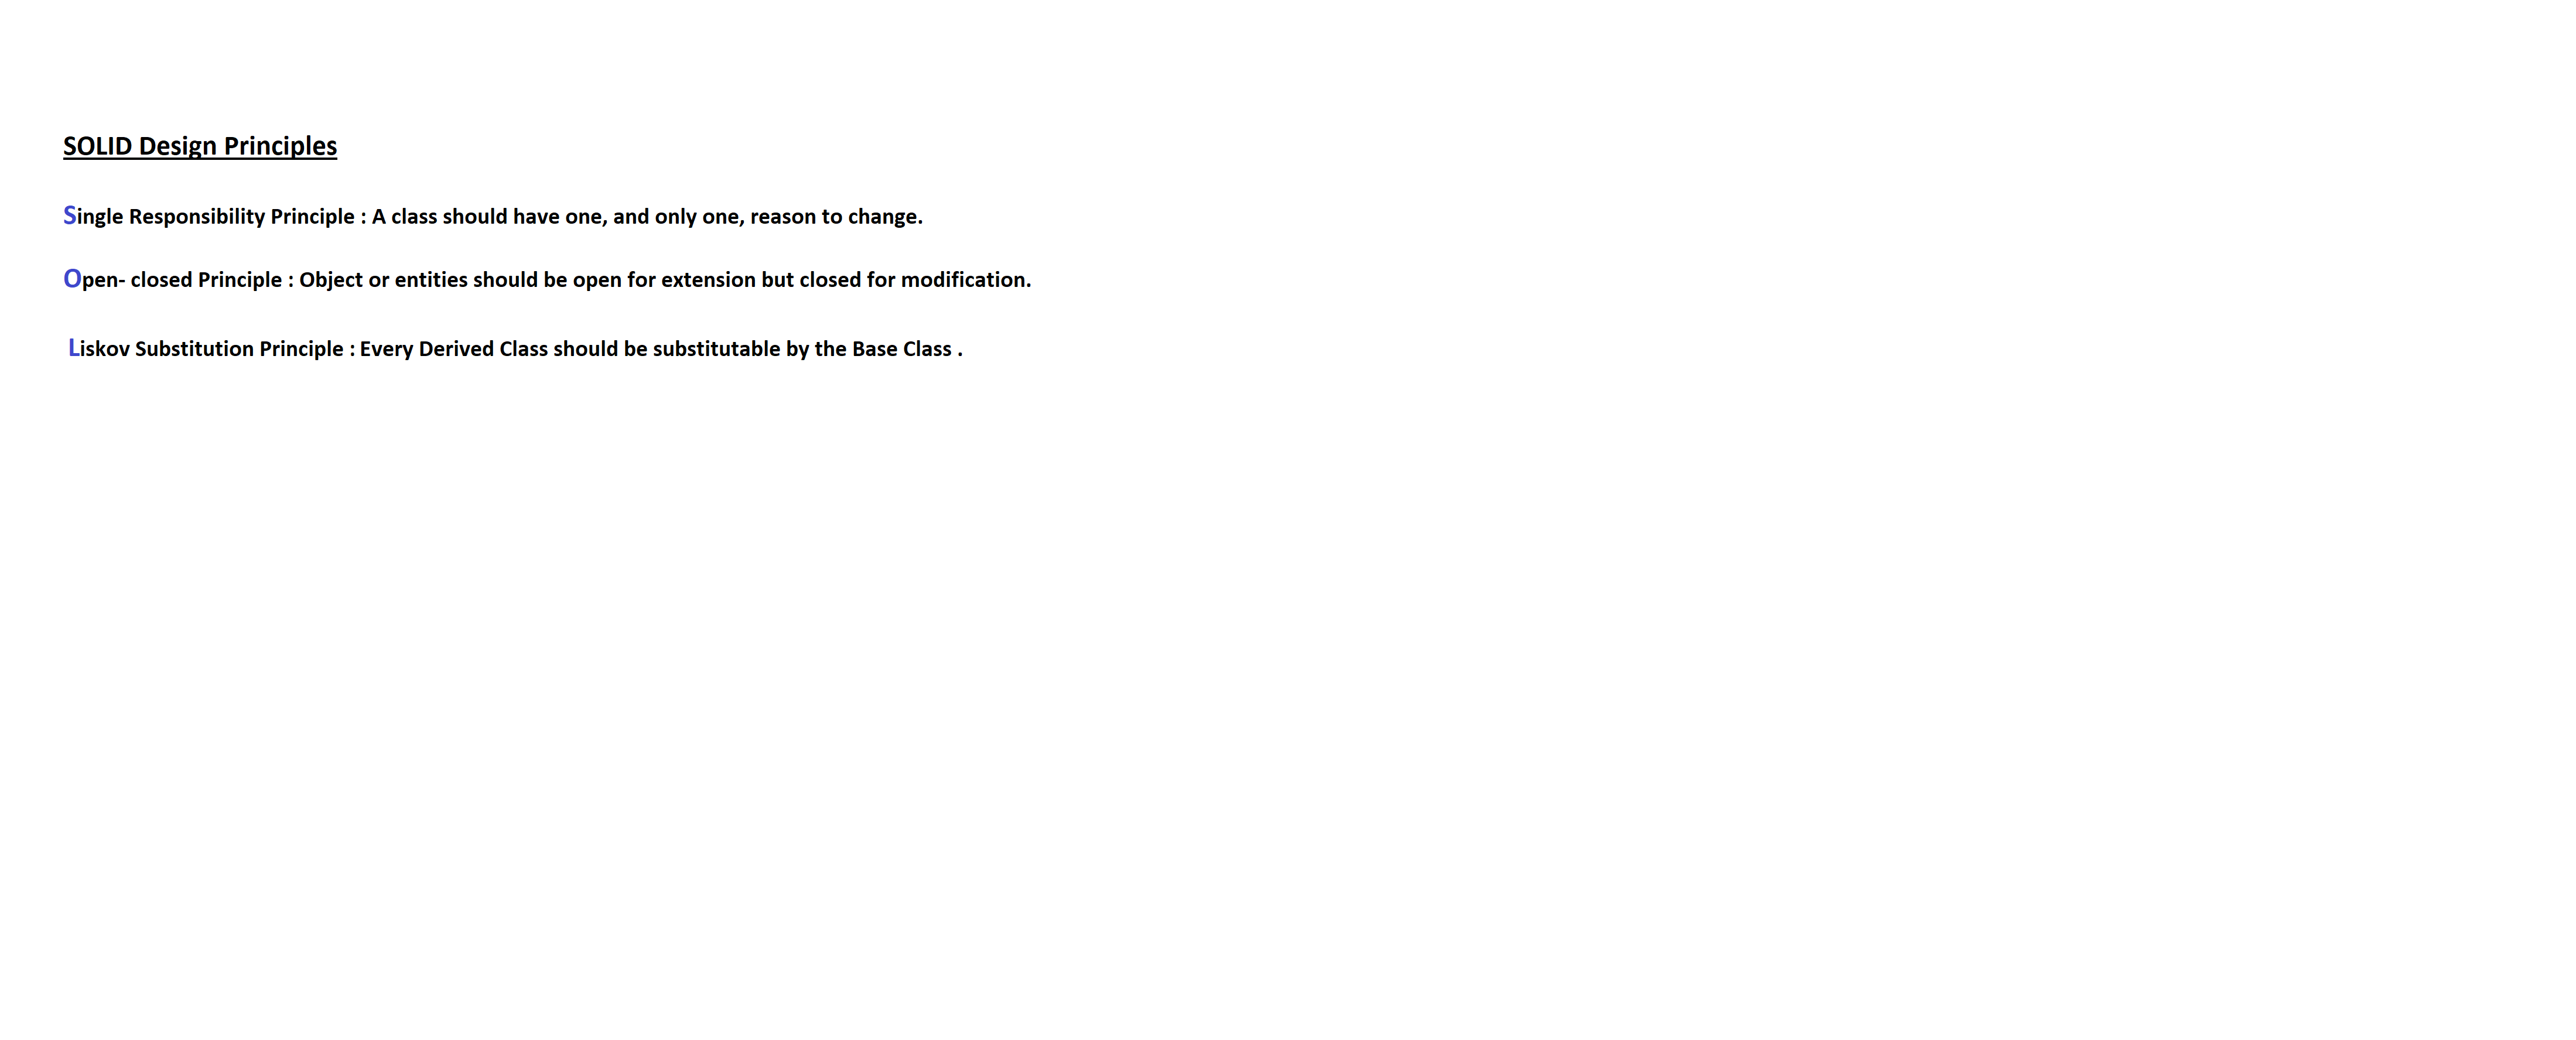 SOLID Design Principles
Single Responsibility Principle : A class should have one, and only one, reason to change.
Open- closed Principle : Object or entities should be open for extension but closed for modification.
Liskov Substitution Principle : Every Derived Class should be substitutable by the Base Class .